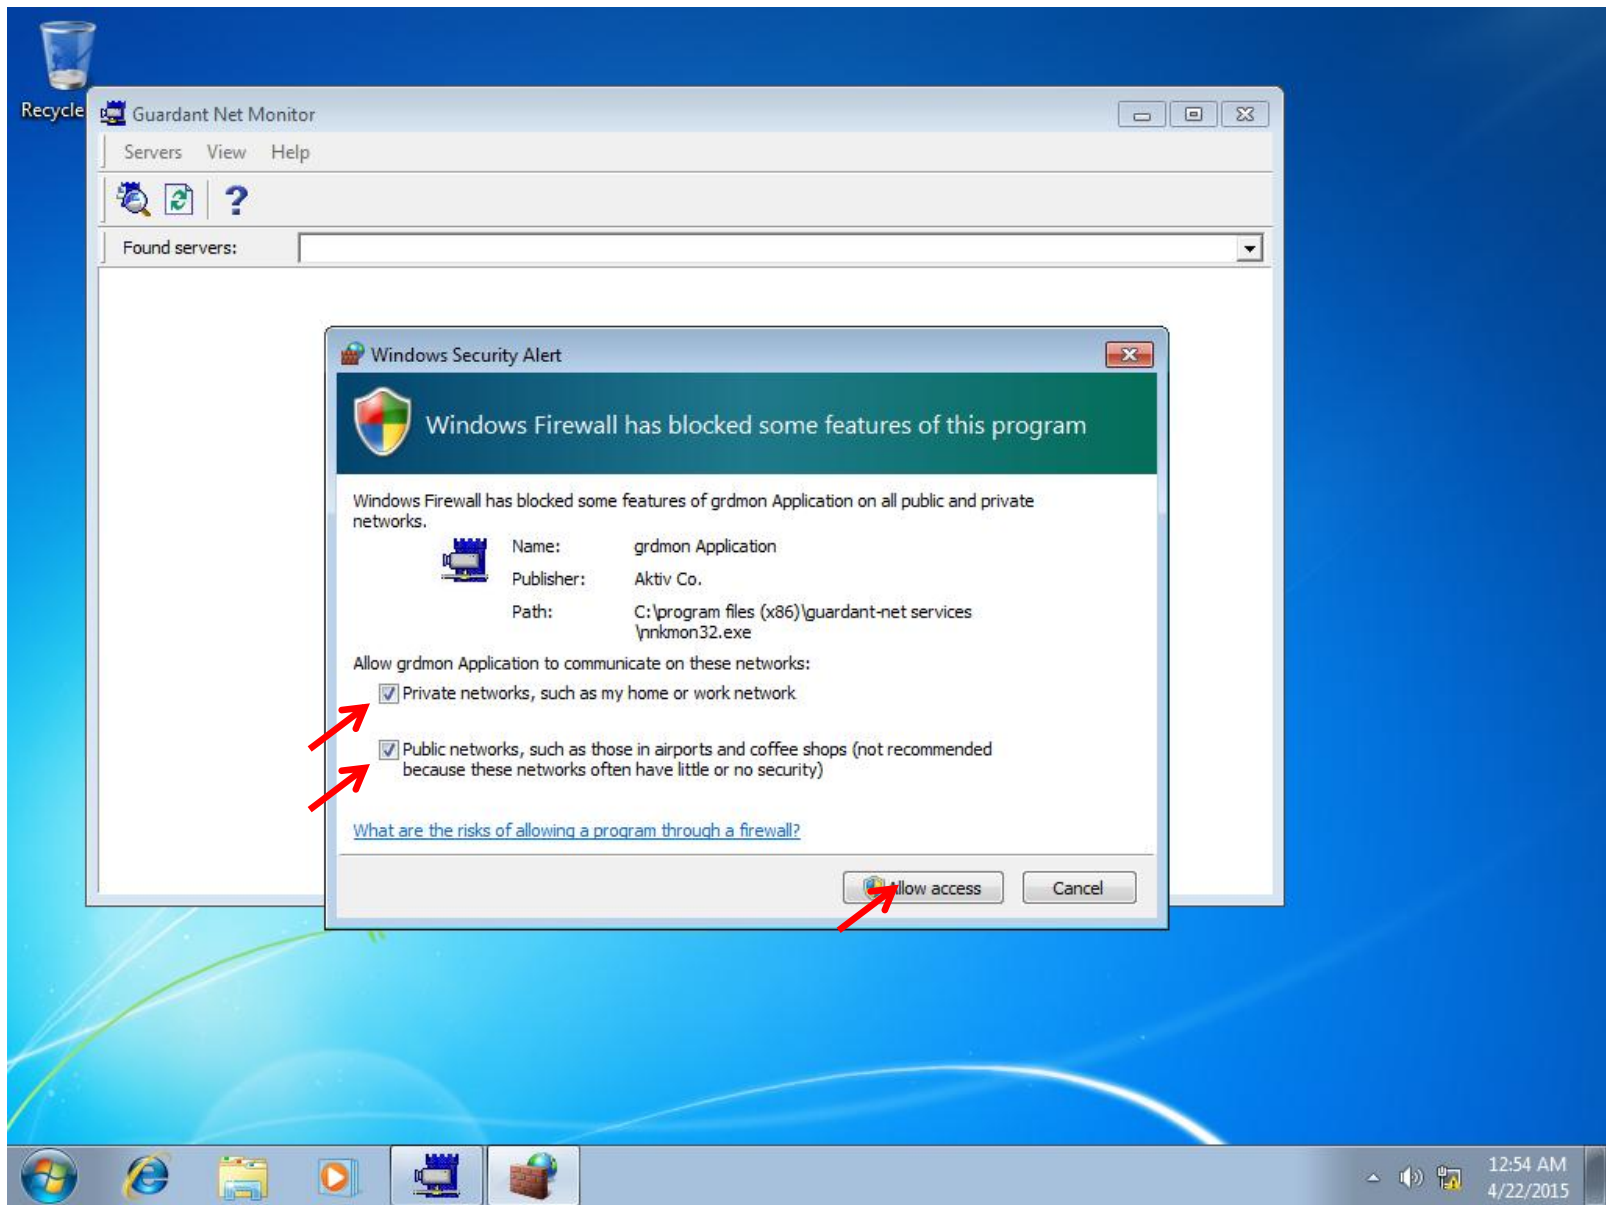 Recycle
Guardant Net Monitor
Servers View Help
?
Found servers:
Windows Security Alert
Windows Firewall has blocked some features of this program
Windows Firewall has blocked some features of grdmon Application on all public and private
networks.
Name: grdmon Application
Publisher: Aktiv Co.
Path: C:\program files (x86)\guardant-net services
\nnkmon32.exe
Allow grdmon Application to communicate on these networks:
Private networks, such as my home or work network
Public networks, such as those in airports and coffee shops (not recommended
because these networks often have little or no security)
What are the risks of allowing a program through a firewall?
Allow access Cancel
12:54 AM
4/22/2015